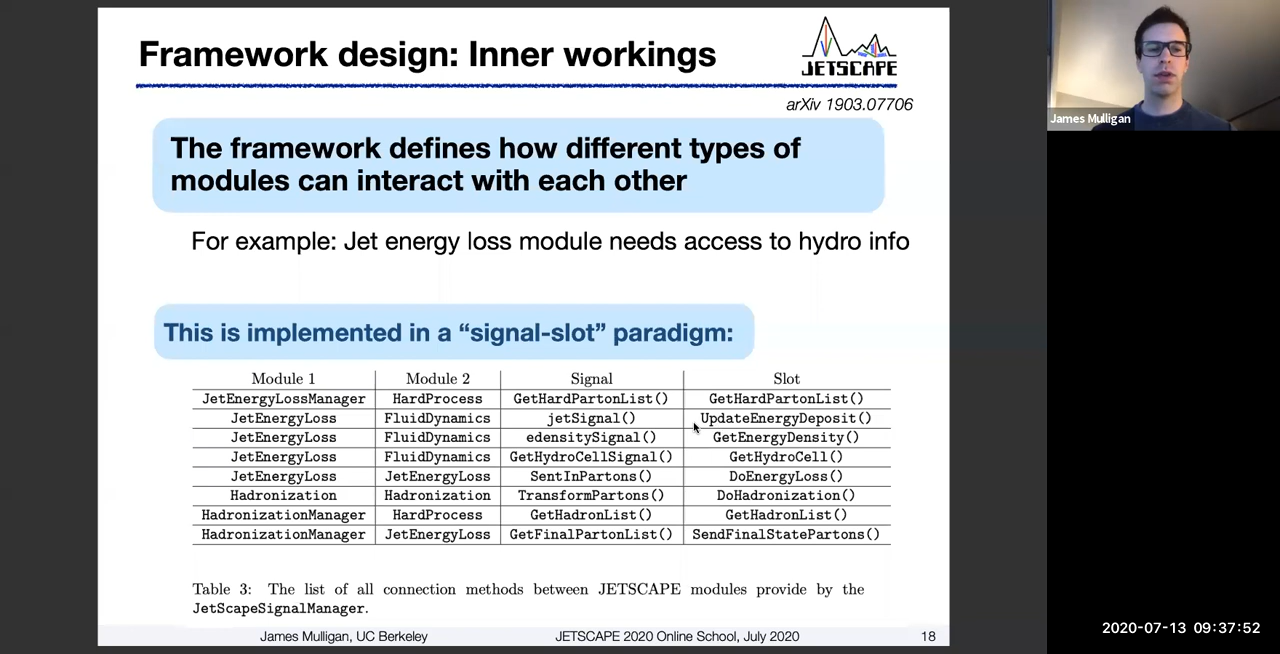 Framework design: Inner workings
JETSCAPE
arXiv 1903.07706
The framework defines how different types of
modules can interact with each other
For example: Jet energy loss module needs access to hydro info
This is implemented in a “signal-slot” paradigm:
Module 1 Module 2 Signal Slot
JetEnergyLossManager HardProcess GetHardPartonList() GetHardPartonList()
JetEnergyLoss FluidDynamics jetSignal() UpdateEnergyDeposit()
JetEnergyLoss FluidDynamics edensitySignal() GetEnergyDensity()
JetEnergyLoss FluidDynamics GetHydroCellSignal() GetHydroCell()
JetEnergyLoss JetEnergyLoss SentInPartons() DoEnergyLoss()
Hadronization Hadronization TransformPartons() DoHadronization()
HadronizationManager HardProcess GetHadronList() GetHadronList()
HadronizationManager JetEnergyLoss GetFinalPartonList() SendFinalStatePartons()
Table 3: The list of all connection methods between JETSCAPE modules provide by the
JetScapeSignalManager.
James Mulligan, UC Berkeley JETSCAPE 2020 Online School, July 2020 18
James Mulligan
2020-07-13 09:37:52